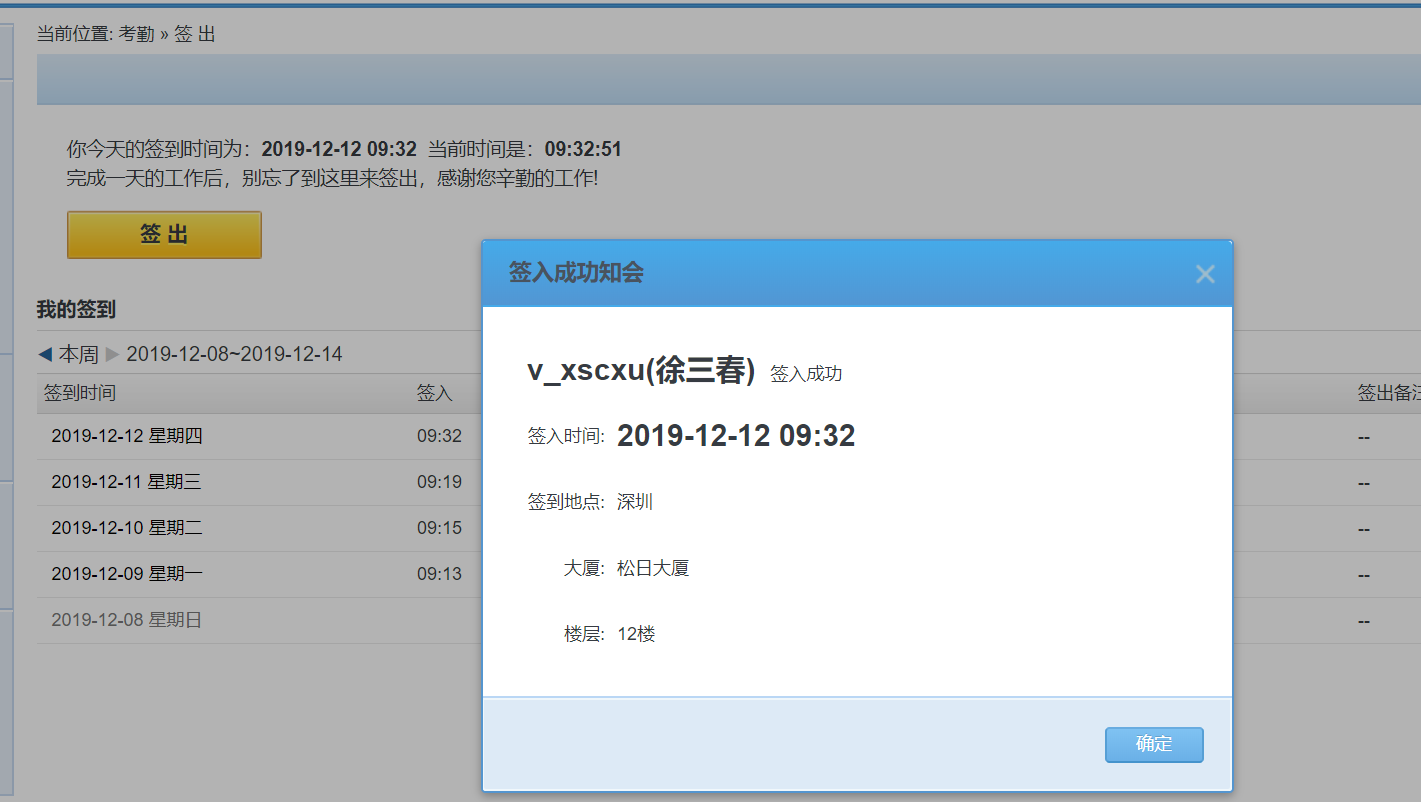 当前位置: 考勤 » 签 出
你今天的签到时间为：2019-12-12 09:32 当前时间是：09:32:51
完成一天的工作后，别忘了到这里来签出，感谢您辛勤的工作!
签 出
我的签到
本周 2019-12-08~2019-12-14
签到时间 签入 签出备注
2019-12-12 星期四 09:32 --
2019-12-11 星期三 09:19 --
2019-12-10 星期二 09:15 --
2019-12-09 星期一 09:13 --
2019-12-08 星期日 --
签入成功知会
v_xscxu(徐三春) 签入成功
签入时间: 2019-12-12 09:32
签到地点: 深圳
大厦: 松日大厦
楼层: 12楼
确定